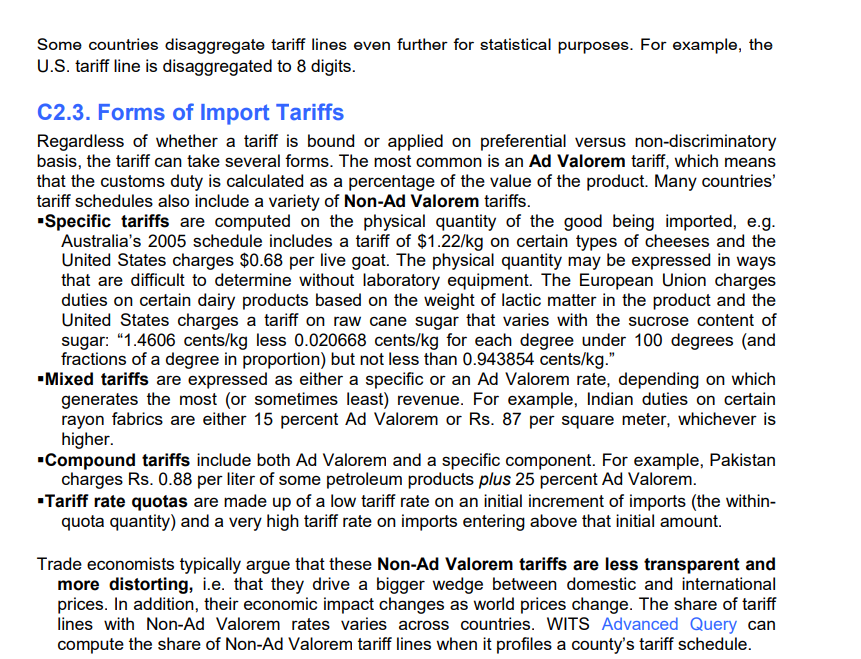 Some countries disaggregate tariff lines even further for statistical purposes. For example, the
U.S. tariff line is disaggregated to 8 digits.
C2.3. Forms of Import Tariffs
Regardless of whether a tariff is bound or applied on preferential versus non-discriminatory
basis, the tariff can take several forms. The most common is an Ad Valorem tariff, which means
that the customs duty is calculated as a percentage of the value of the product. Many countries’
tariff schedules also include a variety of Non-Ad Valorem tariffs.
▪Specific tariffs are computed on the physical quantity of the good being imported, e.g.
Australia’s 2005 schedule includes a tariff of $1.22/kg on certain types of cheeses and the
United States charges $0.68 per live goat. The physical quantity may be expressed in ways
that are difficult to determine without laboratory equipment. The European Union charges
duties on certain dairy products based on the weight of lactic matter in the product and the
United States charges a tariff on raw cane sugar that varies with the sucrose content of
sugar: “1.4606 cents/kg less 0.020668 cents/kg for each degree under 100 degrees (and
fractions of a degree in proportion) but not less than 0.943854 cents/kg.”
▪Mixed tariffs are expressed as either a specific or an Ad Valorem rate, depending on which
generates the most (or sometimes least) revenue. For example, Indian duties on certain
rayon fabrics are either 15 percent Ad Valorem or Rs. 87 per square meter, whichever is
higher.
▪Compound tariffs include both Ad Valorem and a specific component. For example, Pakistan
charges Rs. 0.88 per liter of some petroleum products plus 25 percent Ad Valorem.
▪Tariff rate quotas are made up of a low tariff rate on an initial increment of imports (the within-
quota quantity) and a very high tariff rate on imports entering above that initial amount.
Trade economists typically argue that these Non-Ad Valorem tariffs are less transparent and
more distorting, i.e. that they drive a bigger wedge between domestic and international
prices. In addition, their economic impact changes as world prices change. The share of tariff
lines with Non-Ad Valorem rates varies across countries. WITS Advanced Query can
compute the share of Non-Ad Valorem tariff lines when it profiles a county’s tariff schedule.